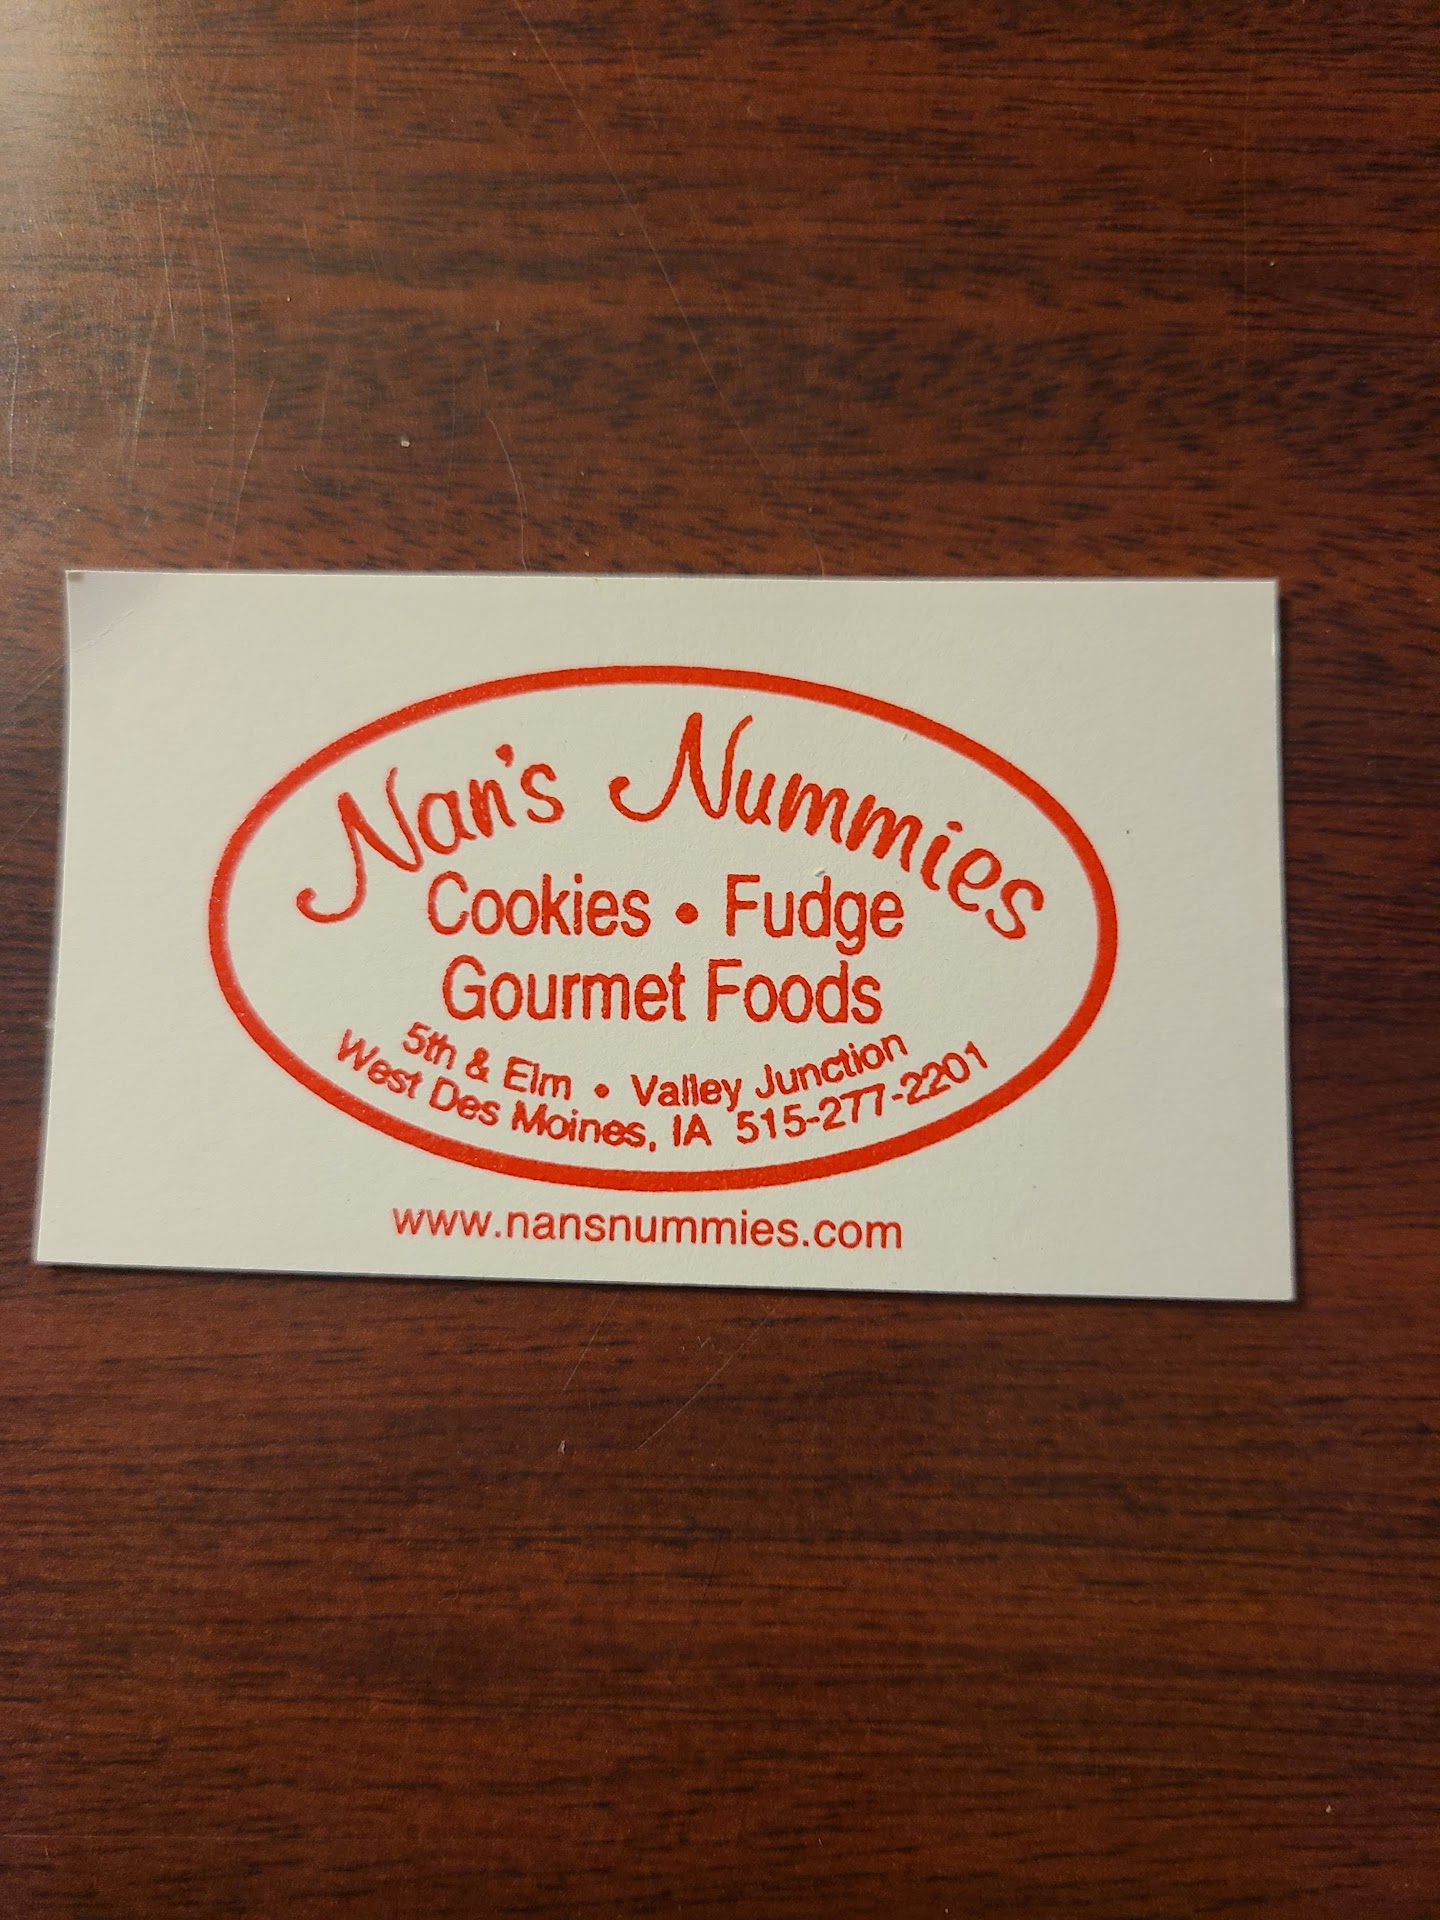 Nan's Nummies
Cookies • Fudge
Gourmet Foods
5th & Elm • Valley Junction
West Des Moines, IA 515-277-2201
www.nansnummies.com